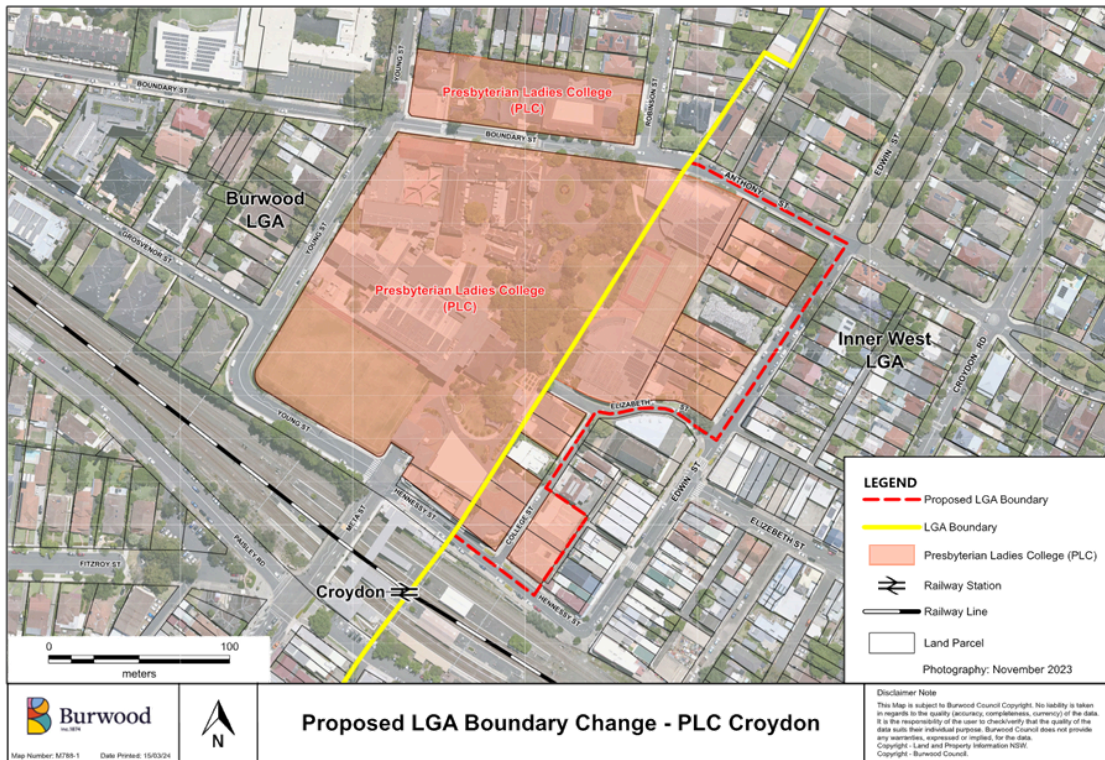 YOUNG ST
BOUNDARY ST
Presbyterian Ladies College
(PLC)
ROBINSON ST
BOUNDARY ST
EDWIN ST
ANTHONY ST
Burwood
LGA
GROSVENOR ST
YOUNG ST
Presbyterian Ladies College
(PLC)
Inner West
LGA
CROYDON RD
ELIZABETH ST
YOUNG ST
EDWIN ST
HENNESSY ST
META ST
COLLEGE ST
ELIZEBETH ST
PAISLEY RD
FITZROY ST
Croydon
HENNESSY ST
0 100
meters
LEGEND
Proposed LGA Boundary
LGA Boundary
Presbyterian Ladies College (PLC)
Railway Station
Railway Line
Land Parcel
Photography: November 2023
Burwood
Inc.1874
Map Number: M788-1 Date Printed: 15/03/24
N
Proposed LGA Boundary Change - PLC Croydon
Disclaimer Note
This Map is subject to Burwood Council Copyright. No liability is taken
in regards to the quality (accuracy, completeness, currency) of the data.
It is the responsibility of the user to check/verify that the quality of the
data suits their individual purpose. Burwood Council does not provide
any warranties, expressed or implied, for the data.
Copyright - Land and Property Information NSW.
Copyright - Burwood Council.